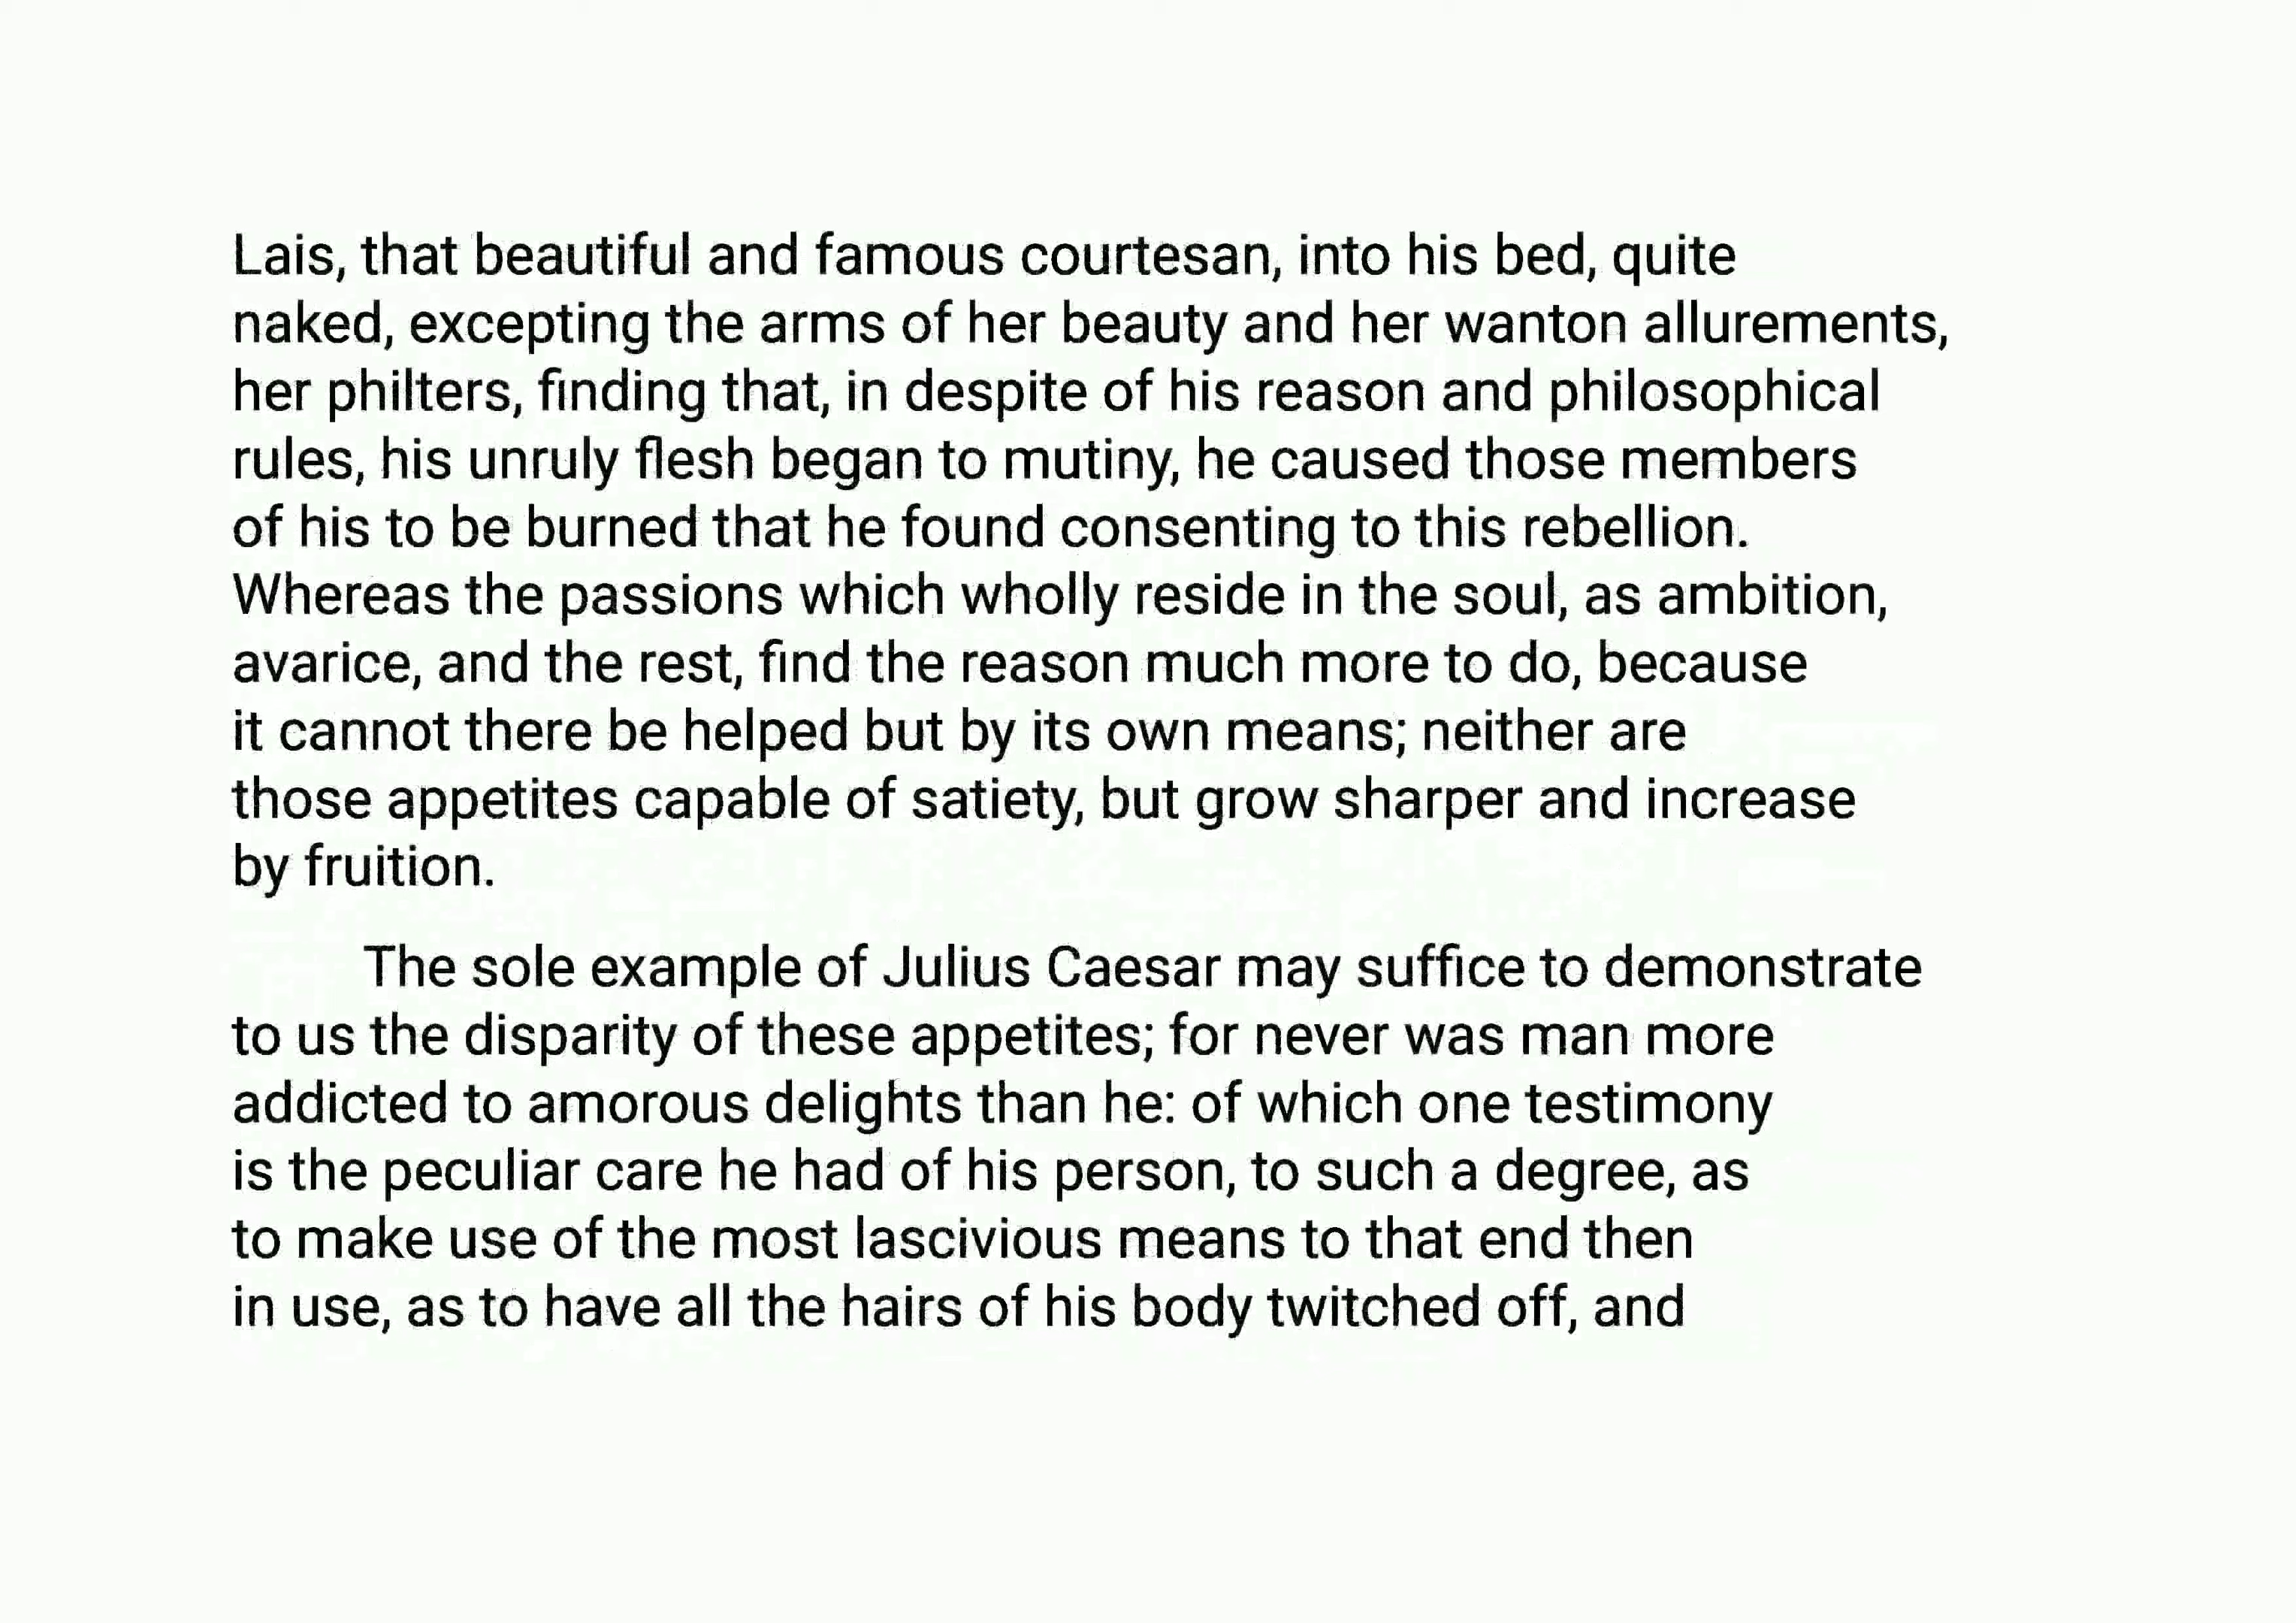 Lais, that beautiful and famous courtesan, into his bed, quite
naked, excepting the arms of her beauty and her wanton allurements,
her philters, finding that, in despite of his reason and philosophical
rules, his unruly flesh began to mutiny, he caused those members
of his to be burned that he found consenting to this rebellion.
Whereas the passions which wholly reside in the soul, as ambition,
avarice, and the rest, find the reason much more to do, because
it cannot there be helped but by its own means; neither are
those appetites capable of satiety, but grow sharper and increase
by fruition.
The sole example of Julius Caesar may suffice to demonstrate
to us the disparity of these appetites; for never was man more
addicted to amorous delights than he: of which one testimony
is the peculiar care he had of his person, to such a degree, as
to make use of the most lascivious means to that end then
in use, as to have all the hairs of his body twitched off, and